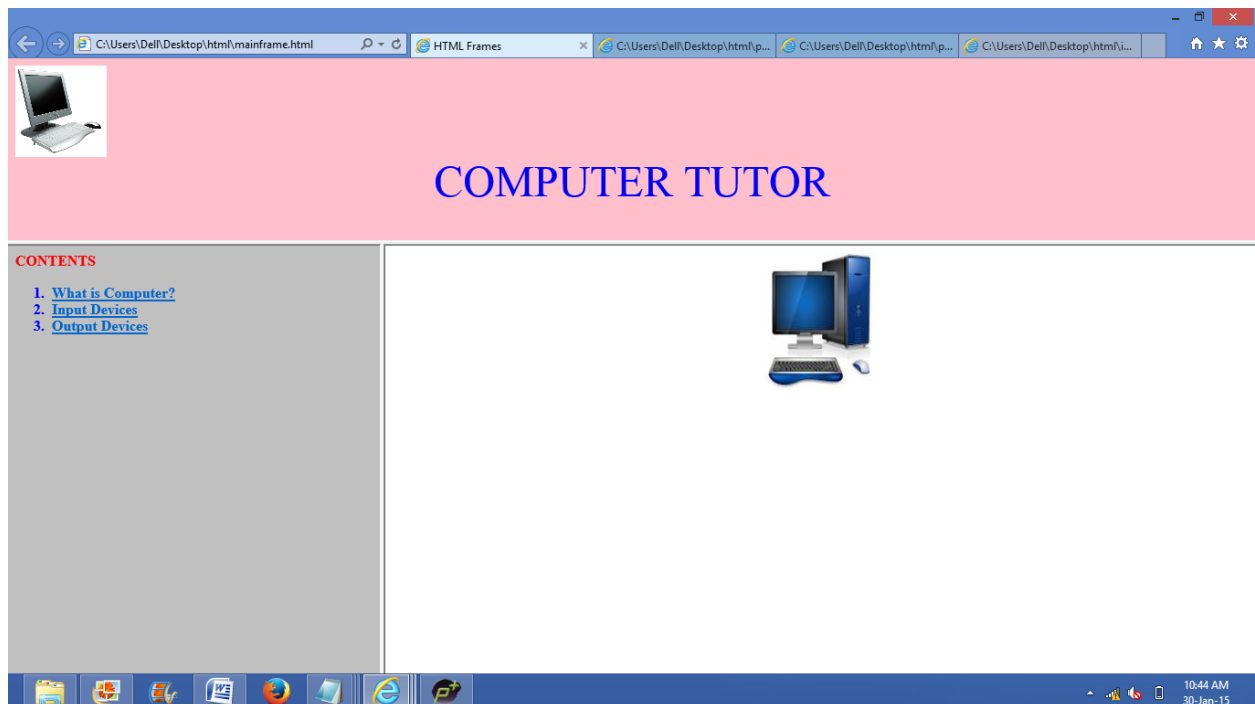 C:\Users\Dell\Desktop\html\mainframe.html
HTML Frames
C:\Users\Dell\Desktop\html\p...
C:\Users\Dell\Desktop\html\p...
C:\Users\Dell\Desktop\html\i...
COMPUTER TUTOR
CONTENTS
1. What is Computer?
2. Input Devices
3. Output Devices
10:44 AM
30-Jan-15